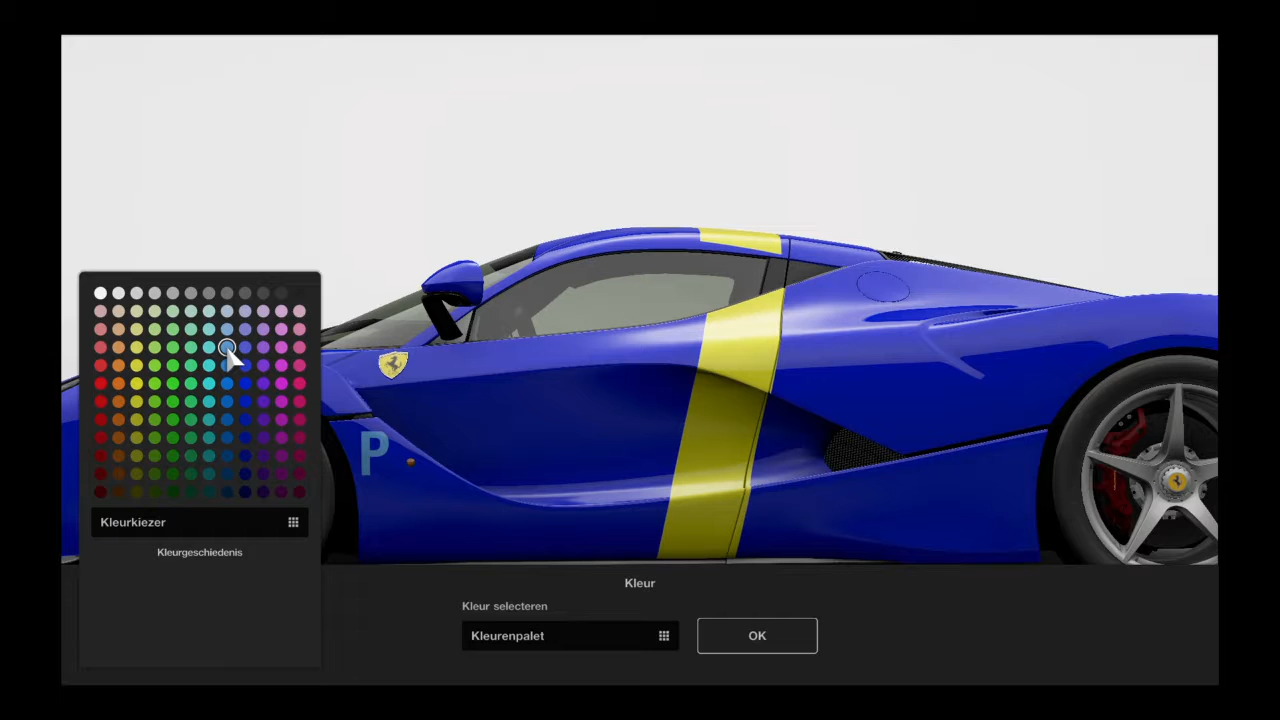 P
Kleurkiezer
Kleurgeschiedenis
Kleur
Kleur selecteren
Kleurenpalet
OK